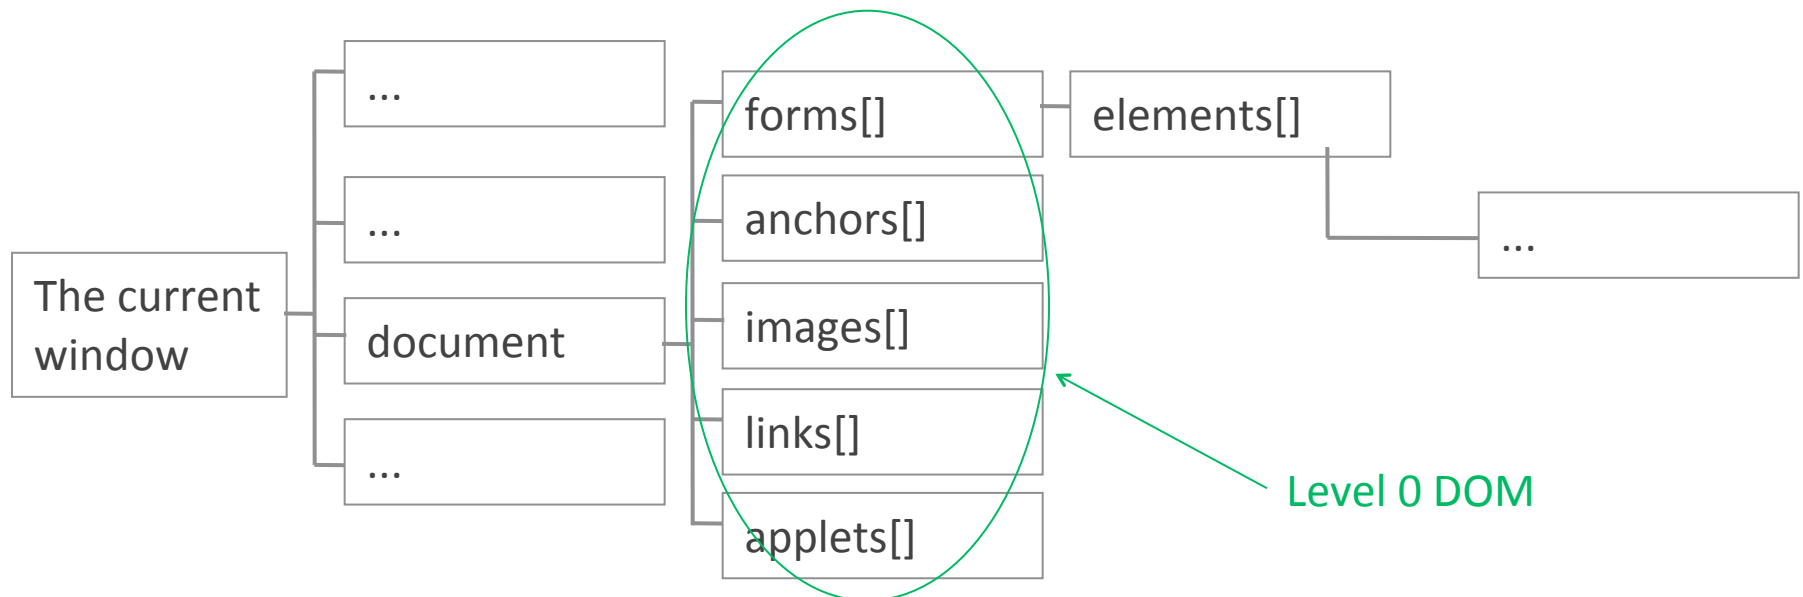 The current
window
...
...
document
...
forms[]
anchors[]
images[]
links[]
applets[]
elements[]
...
Level 0 DOM